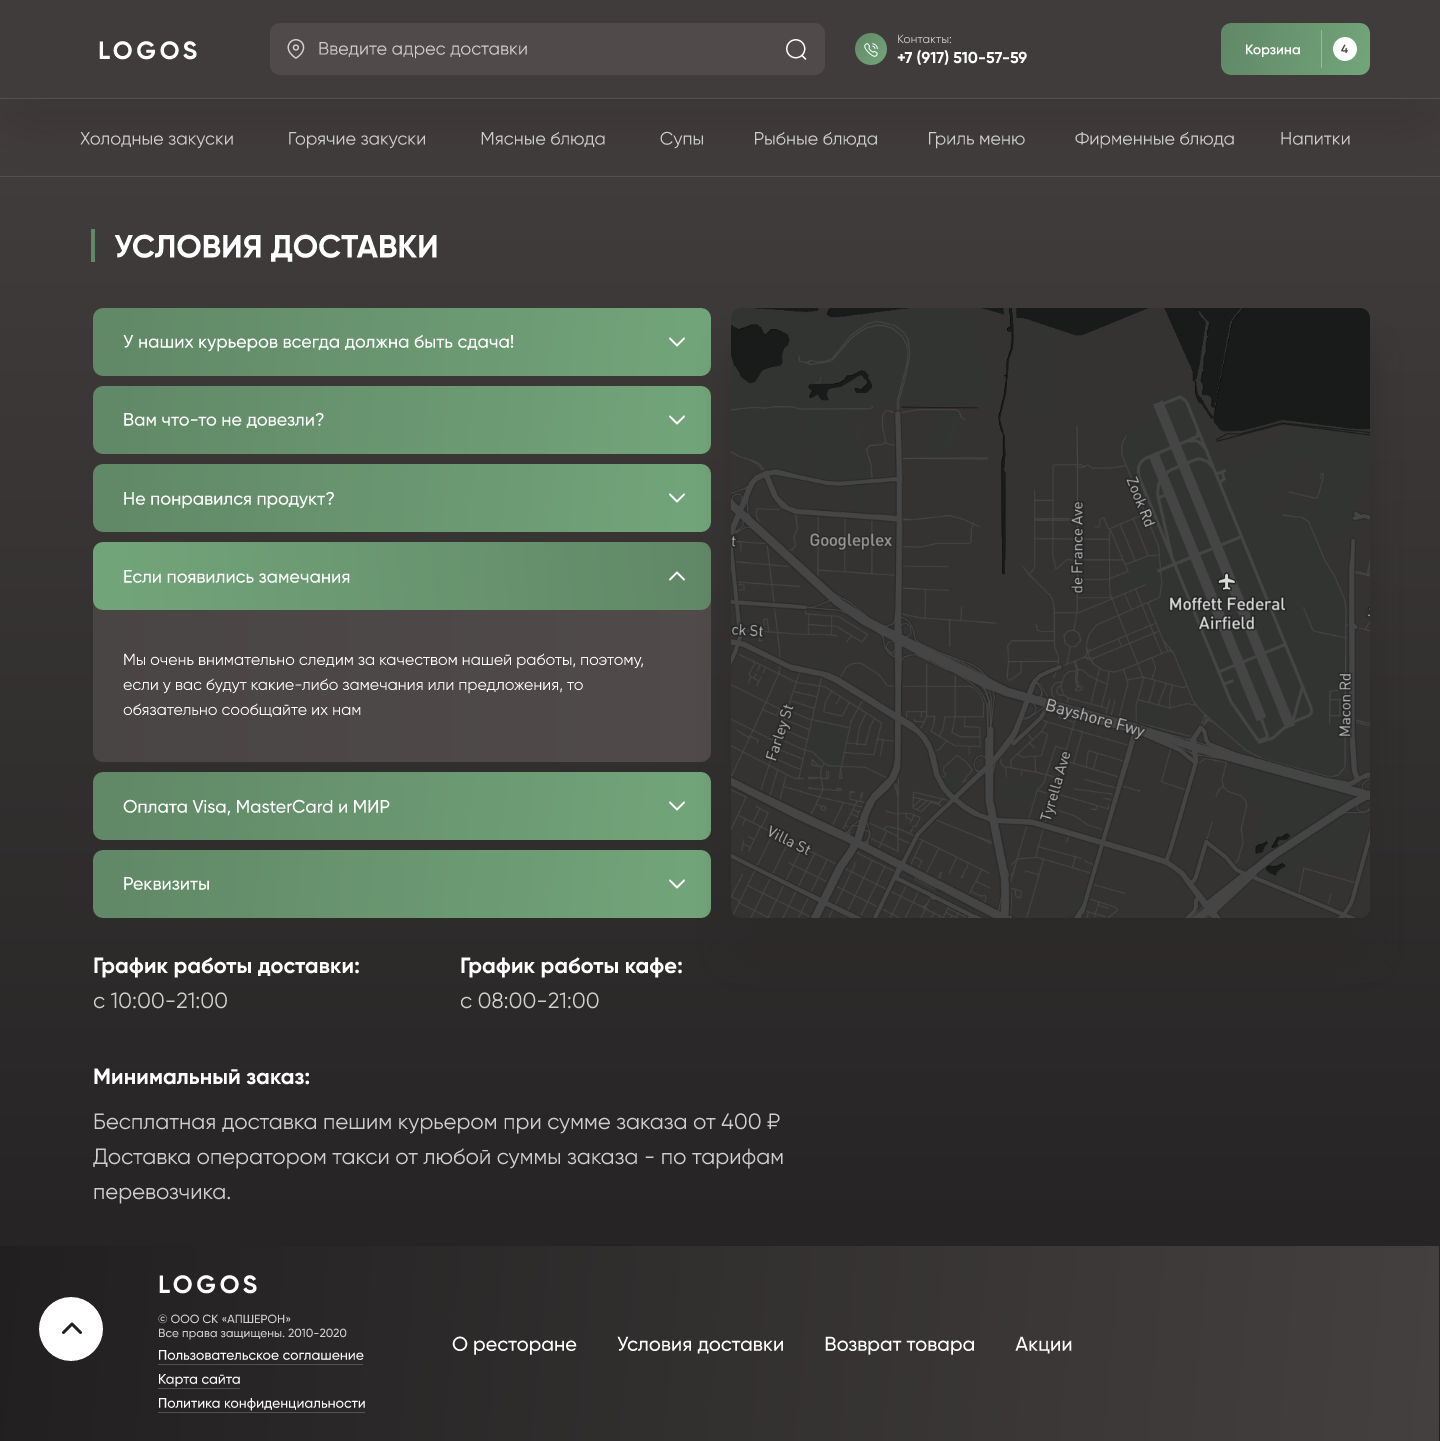 LOGOS
Введите адрес доставки
Контакты:
+7 (917) 510-57-59
Корзина
4
Холодные закуски
Горячие закуски
Мясные блюда
Супы
Рыбные блюда
Гриль меню
Фирменные блюда
Напитки
УСЛОВИЯ ДОСТАВКИ
У наших курьеров всегда должна быть сдача!
Вам что-то не довезли?
Не понравился продукт?
Если появились замечания
Мы очень внимательно следим за качеством нашей работы, поэтому,
если у вас будут какие-либо замечания или предложения, то
обязательно сообщайте их нам
Оплата Visa, MasterCard и МИР
Реквизиты
t
Googleplex
de France Ave
Zook Rd
Moffett Federal
Airfield
ck St
Farley St
Bayshore Fwy
Macon Rd
Tyrella Ave
Villa St
График работы доставки:
с 10:00-21:00
График работы кафе:
с 08:00-21:00
Минимальный заказ:
Бесплатная доставка пешим курьером при сумме заказа от 400 ₽
Доставка оператором такси от любой суммы заказа - по тарифам
перевозчика.
LOGOS
© ООО СК «АПШЕРОН»
Все права защищены. 2010-2020
Пользовательское соглашение
Карта сайта
Политика конфиденциальности
О ресторане
Условия доставки
Возврат товара
Акции